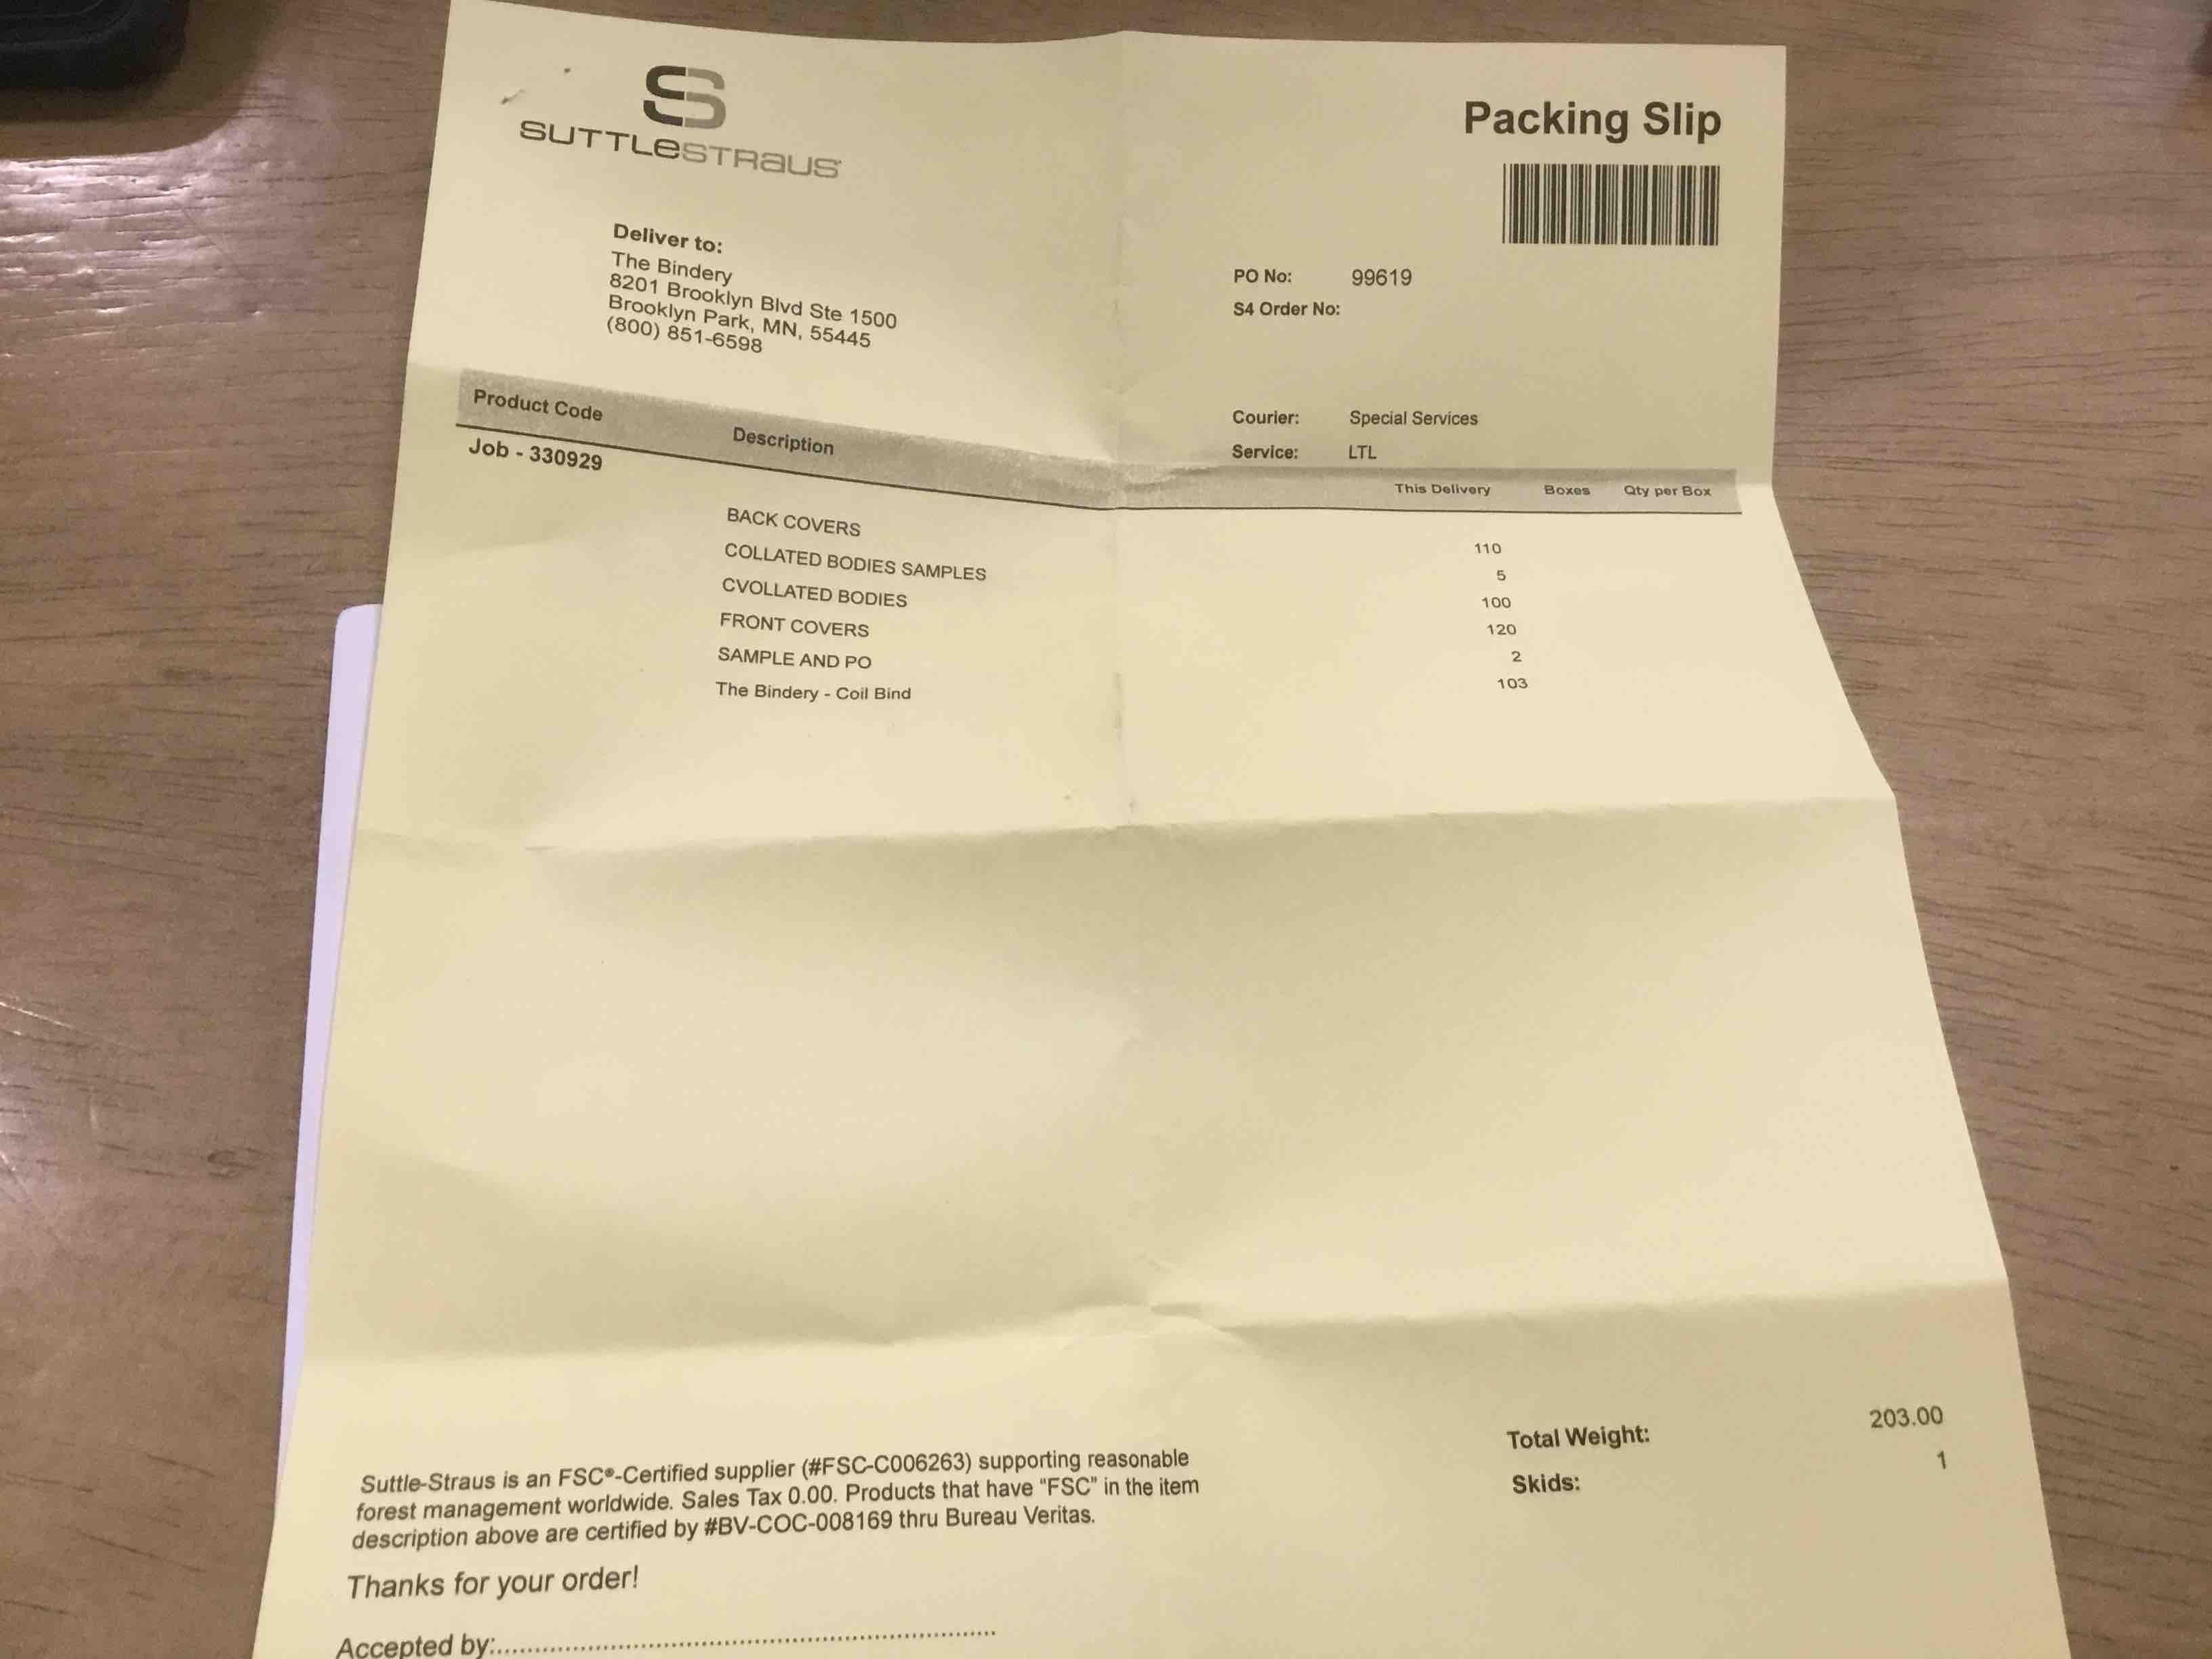 SUTTLESTRAUS
Packing Slip
Deliver to:
The Bindery
8201 Brooklyn Blvd Ste 1500
Brooklyn Park, MN, 55445
(800) 851-6598
PO No: 99619
S4 Order No:
Courier: Special Services
Service: LTL
Product Code Description This Delivery Boxes Qty per Box
Job - 330929
BACK COVERS 110
COLLATED BODIES SAMPLES 5
CVOLLATED BODIES 100
FRONT COVERS 120
SAMPLE AND PO 2
The Bindery - Coil Bind 103
Total Weight: 203.00
Skids: 1
Suttle-Straus is an FSC®-Certified supplier (#FSC-C006263) supporting reasonable
forest management worldwide. Sales Tax 0.00. Products that have "FSC" in the item
description above are certified by #BV-COC-008169 thru Bureau Veritas.
Thanks for your order!
Accepted by:..........................................................................